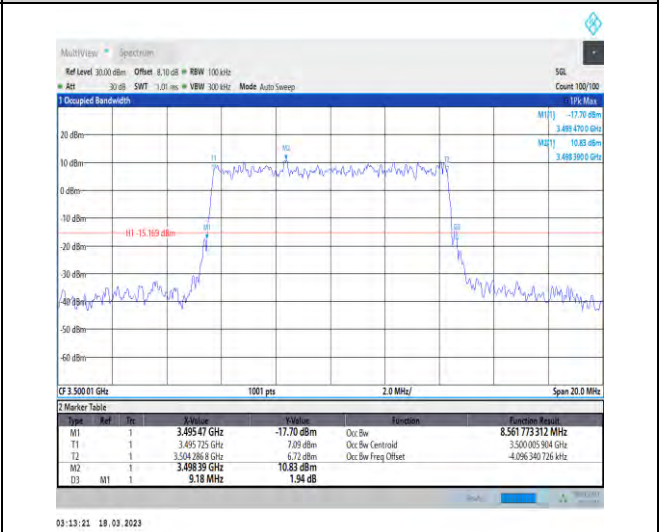 MultiView Spectrum
Ref Level 30.00 dBm Offset 8.10 dB RBW 100 kHz SGL
Att 30 dB SWT 1.01 ms VBW 300 kHz Mode Auto Sweep Count 100/100
1 Occupied Bandwidth 1Pk Max
M1[1] -17.70 dBm
3.495 470 0 GHz
M2[1] 10.83 dBm
3.498 390 0 GHz
20 dBm
M2
T1
10 dBm
0 dBm
-10 dBm
H1 -15.169 dBm
M1
D3
-20 dBm
-30 dBm
-40 dBm
-50 dBm
-60 dBm
CF 3.500 01 GHz 1001 pts 2.0 MHz/ Span 20.0 MHz
2 Marker Table
Type Ref Trc X-Value Y-Value Function Function Result
M1 1 3.495 47 GHz -17.70 dBm Occ Bw 8.561 773 312 MHz
T1 1 3.495 725 GHz 7.09 dBm Occ Bw Centroid 3.500 005 904 GHz
T2 1 3.504 286 8 GHz 6.72 dBm Occ Bw Freq Offset -4.096 340 726 kHz
M2 1 3.498 39 GHz 10.83 dBm
D3 M1 1 9.18 MHz 1.94 dB
03:13:21 18.03.2023